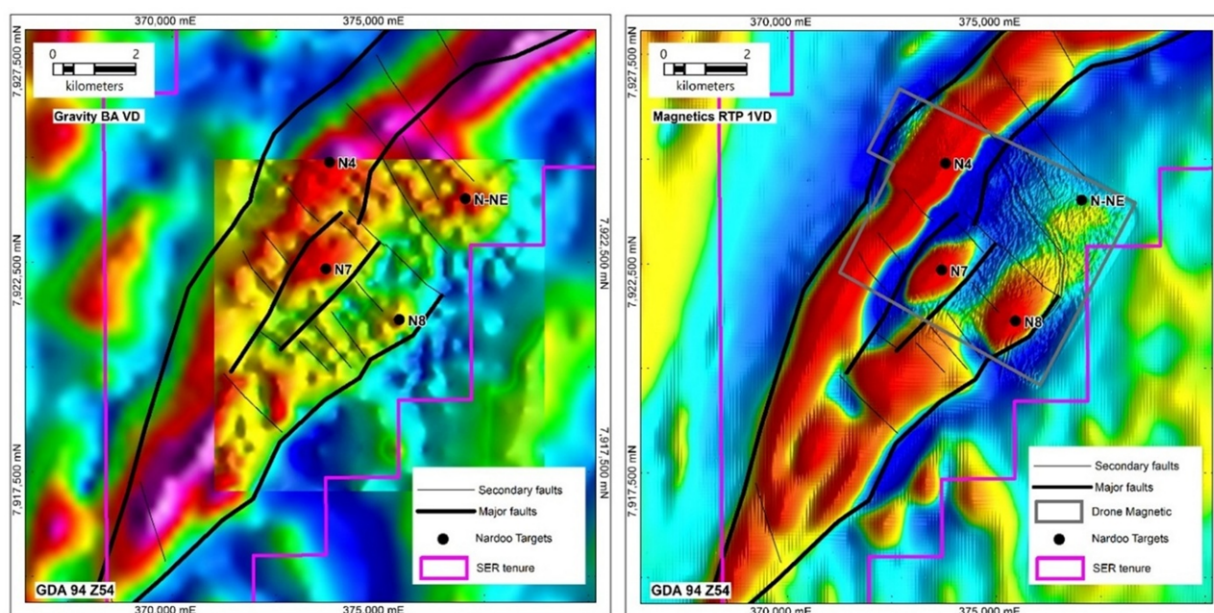 370,000 mE
375,000 mE
0 2
kilometers
7,927,500 mN
Gravity BA VD
N4
N-NE
N7
N8
7,922,500 mN
7,922,500 mN
7,917,500 mN
7,917,500 mN
Secondary faults
Major faults
Nardoo Targets
SER tenure
GDA 94 Z54
370,000 mE
375,000 mE
370,000 mE
375,000 mE
0 2
kilometers
7,927,500 mN
Magnetics RTP 1VD
N4
N-NE
N7
N8
7,922,500 mN
7,917,500 mN
Secondary faults
Major faults
Drone Magnetic
Nardoo Targets
SER tenure
GDA 94 Z54
370,000 mE
375,000 mE